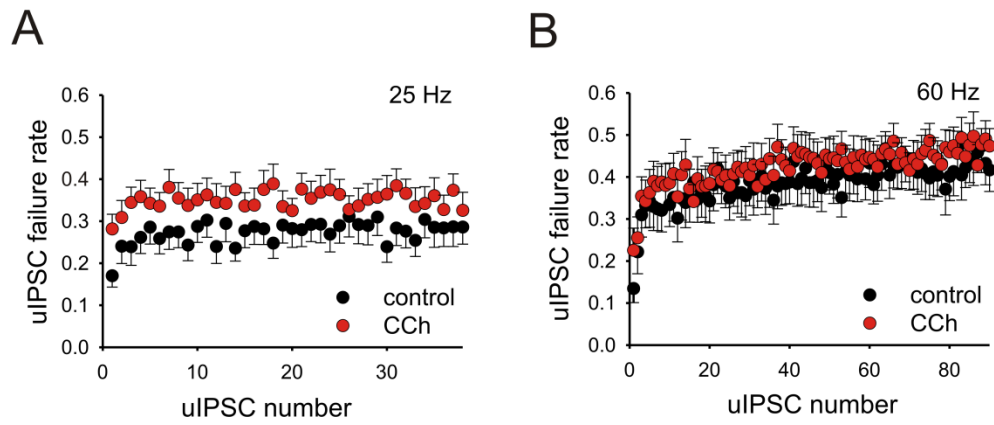 A
25 Hz
uIPSC failure rate
0.6
0.5
0.4
0.3
0.2
0.1
0.0
control
CCh
0 10 20 30
uIPSC number
B
60 Hz
uIPSC failure rate
0.6
0.5
0.4
0.3
0.2
0.1
0.0
control
CCh
0 20 40 60 80
uIPSC number